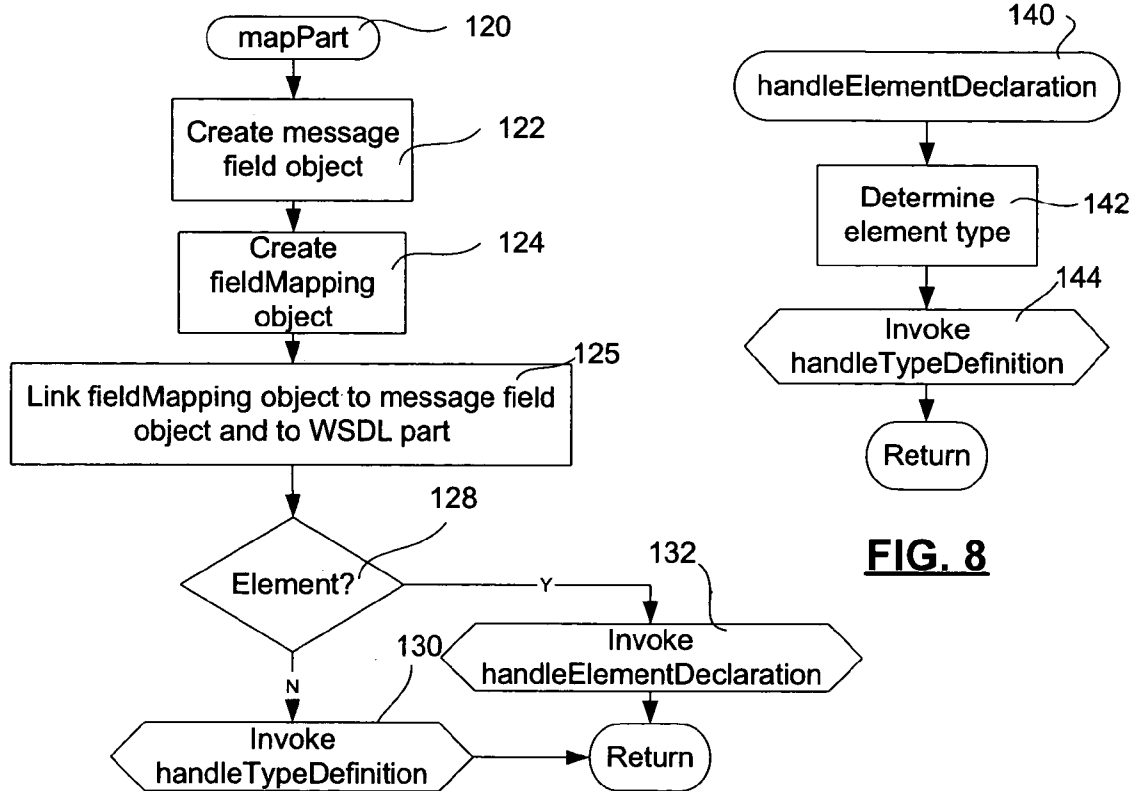 mapPart
120
Create message
field object
122
Create
fieldMapping
object
124
Link fieldMapping object to message field
object and to WSDL part
125
Element?
128
Y
N
132
Invoke
handleElementDeclaration
130
Invoke
handleTypeDefinition
Return
140
handleElementDeclaration
Determine
element type
142
144
Invoke
handleTypeDefinition
Return
FIG. 8